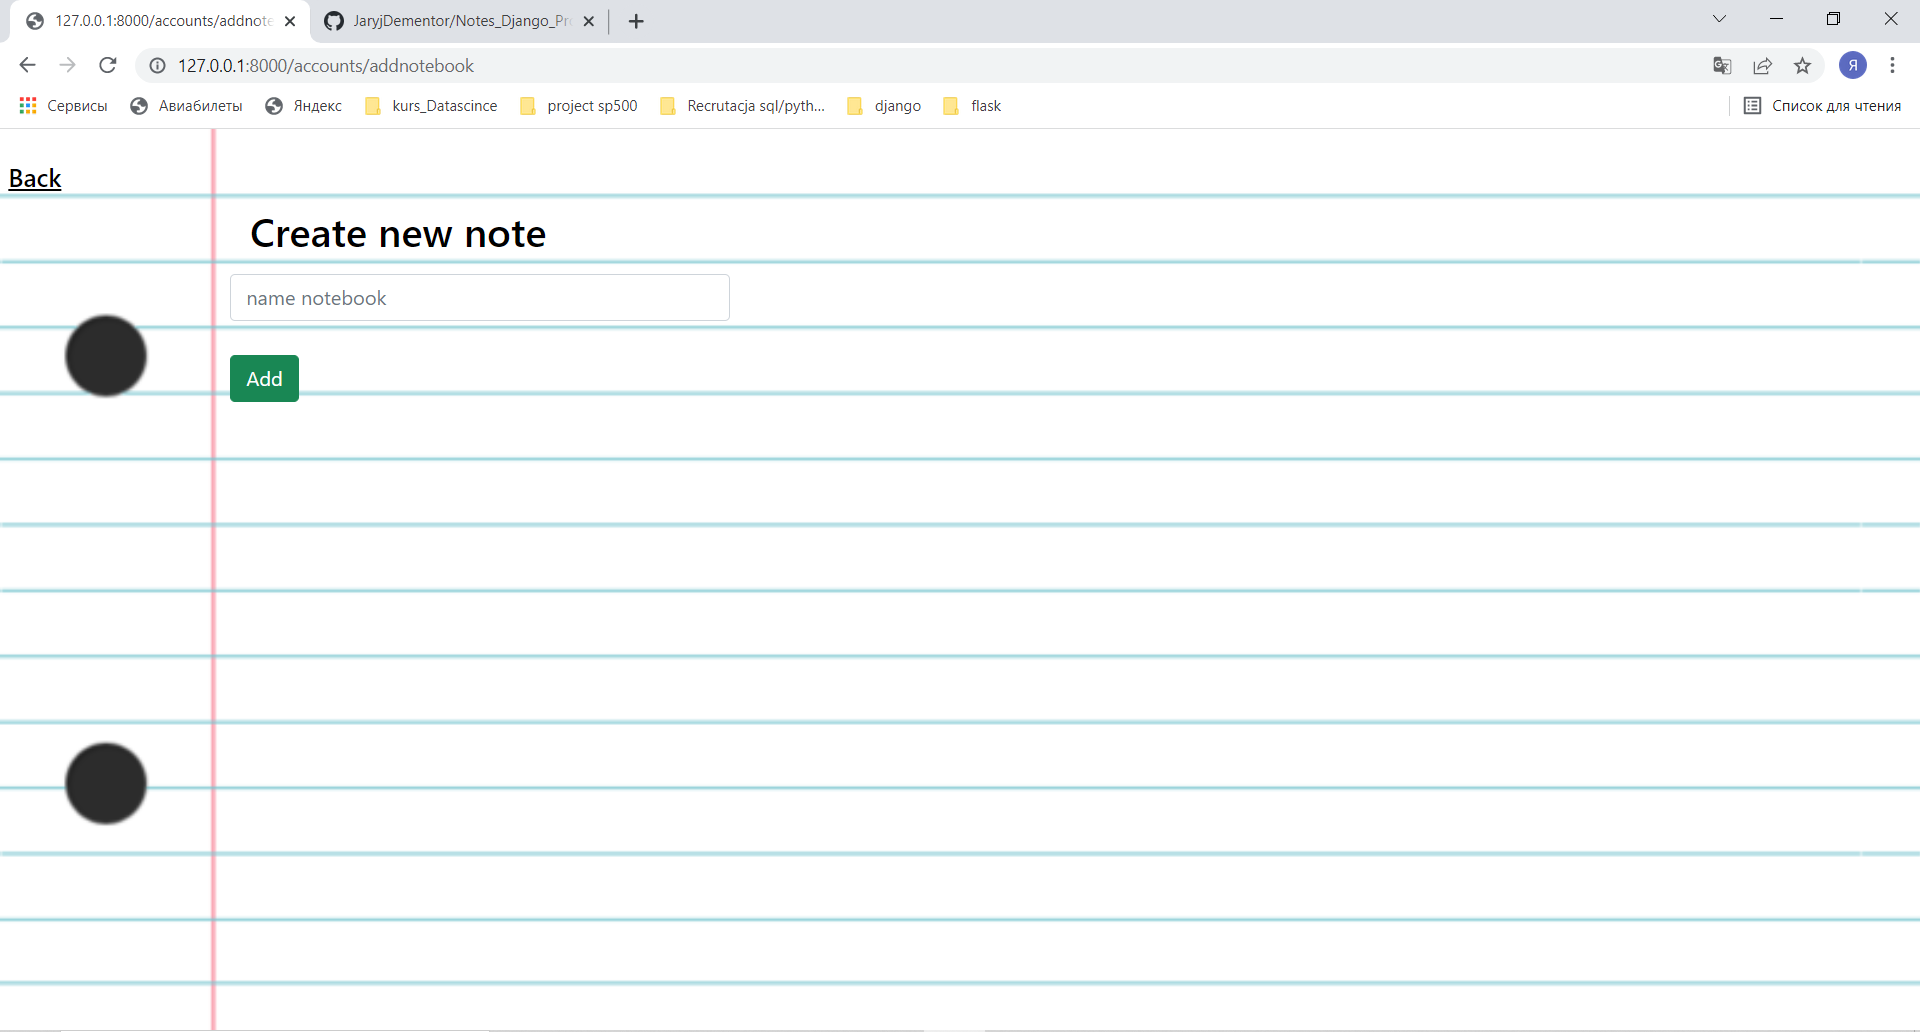 127.0.0.1:8000/accounts/addnote
JaryjDementor/Notes_Django_Pr
127.0.0.1:8000/accounts/addnotebook
Я
Сервисы Авиабилеты Яндекс kurs_Datascince project sp500 Recrutacja sql/pyth... django flask Список для чтения
Back
Create new note
name notebook
Add